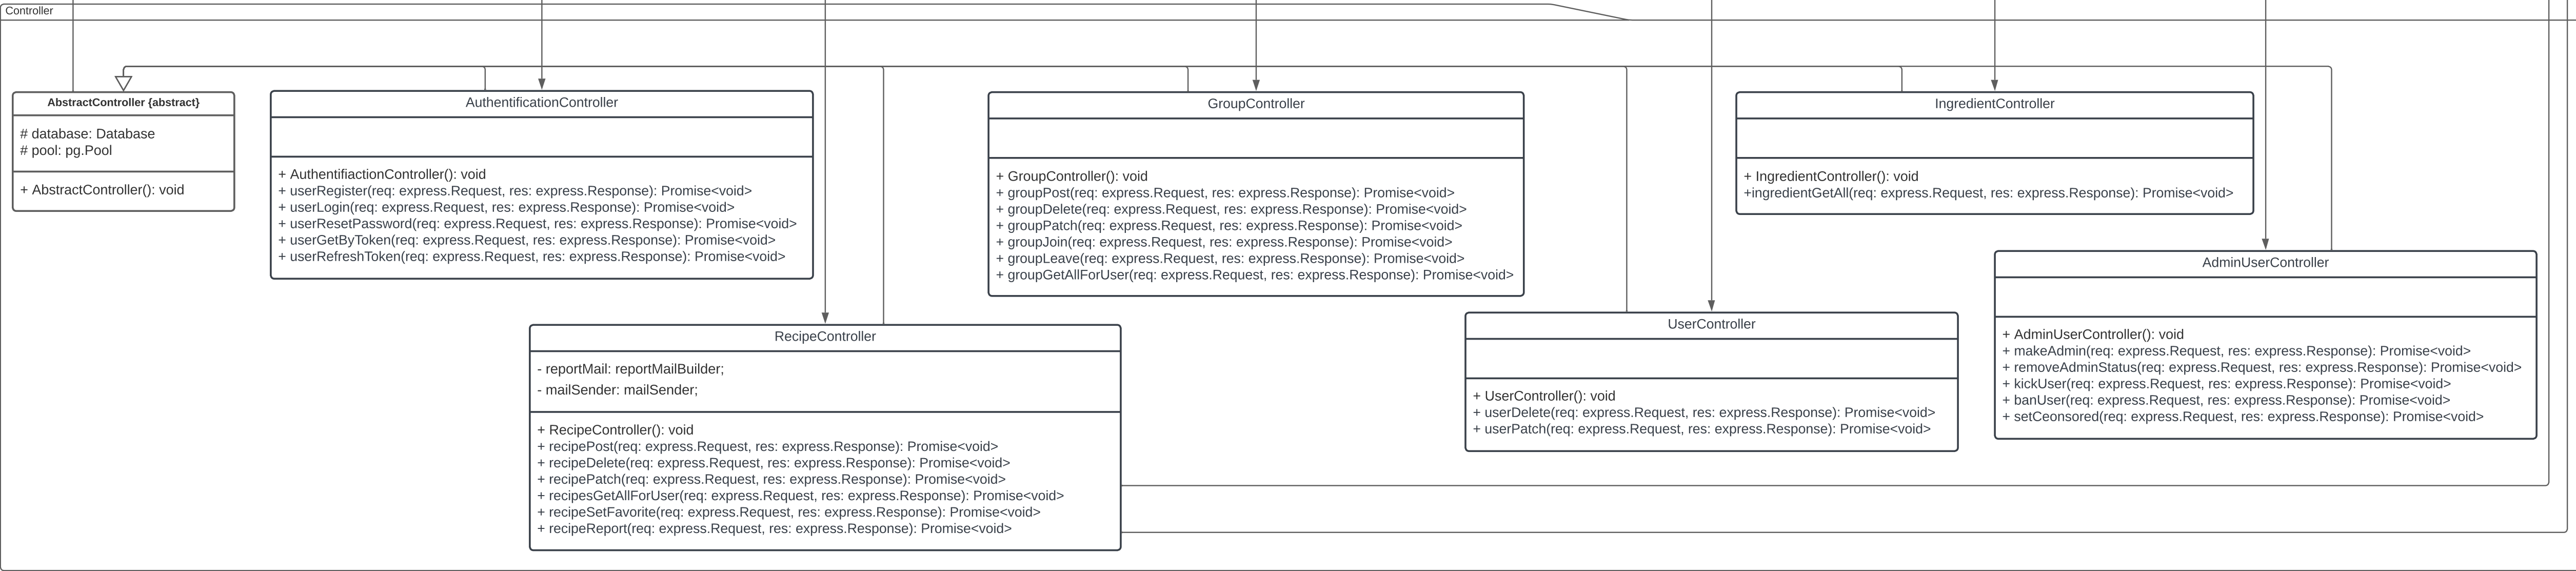 Controller
AbstractController {abstract}
# database: Database
# pool: pg.Pool
+ AbstractController(): void
AuthentificationController
+ AuthentifiactionController(): void
+ userRegister(req: express.Request, res: express.Response): Promise<void>
+ userLogin(req: express.Request, res: express.Response): Promise<void>
+ userResetPassword(req: express.Request, res: express.Response): Promise<void>
+ userGetByToken(req: express.Request, res: express.Response): Promise<void>
+ userRefreshToken(req: express.Request, res: express.Response): Promise<void>
GroupController
+ GroupController(): void
+ groupPost(req: express.Request, res: express.Response): Promise<void>
+ groupDelete(req: express.Request, res: express.Response): Promise<void>
+ groupPatch(req: express.Request, res: express.Response): Promise<void>
+ groupJoin(req: express.Request, res: express.Response): Promise<void>
+ groupLeave(req: express.Request, res: express.Response): Promise<void>
+ groupGetAllForUser(req: express.Request, res: express.Response): Promise<void>
IngredientController
+ IngredientController(): void
+ingredientGetAll(req: express.Request, res: express.Response): Promise<void>
RecipeController
- reportMail: reportMailBuilder;
- mailSender: mailSender;
+ RecipeController(): void
+ recipePost(req: express.Request, res: express.Response): Promise<void>
+ recipeDelete(req: express.Request, res: express.Response): Promise<void>
+ recipePatch(req: express.Request, res: express.Response): Promise<void>
+ recipesGetAllForUser(req: express.Request, res: express.Response): Promise<void>
+ recipeSetFavorite(req: express.Request, res: express.Response): Promise<void>
+ recipeReport(req: express.Request, res: express.Response): Promise<void>
UserController
+ UserController(): void
+ userDelete(req: express.Request, res: express.Response): Promise<void>
+ userPatch(req: express.Request, res: express.Response): Promise<void>
AdminUserController
+ AdminUserController(): void
+ makeAdmin(req: express.Request, res: express.Response): Promise<void>
+ removeAdminStatus(req: express.Request, res: express.Response): Promise<void>
+ kickUser(req: express.Request, res: express.Response): Promise<void>
+ banUser(req: express.Request, res: express.Response): Promise<void>
+ setCeonsored(req: express.Request, res: express.Response): Promise<void>